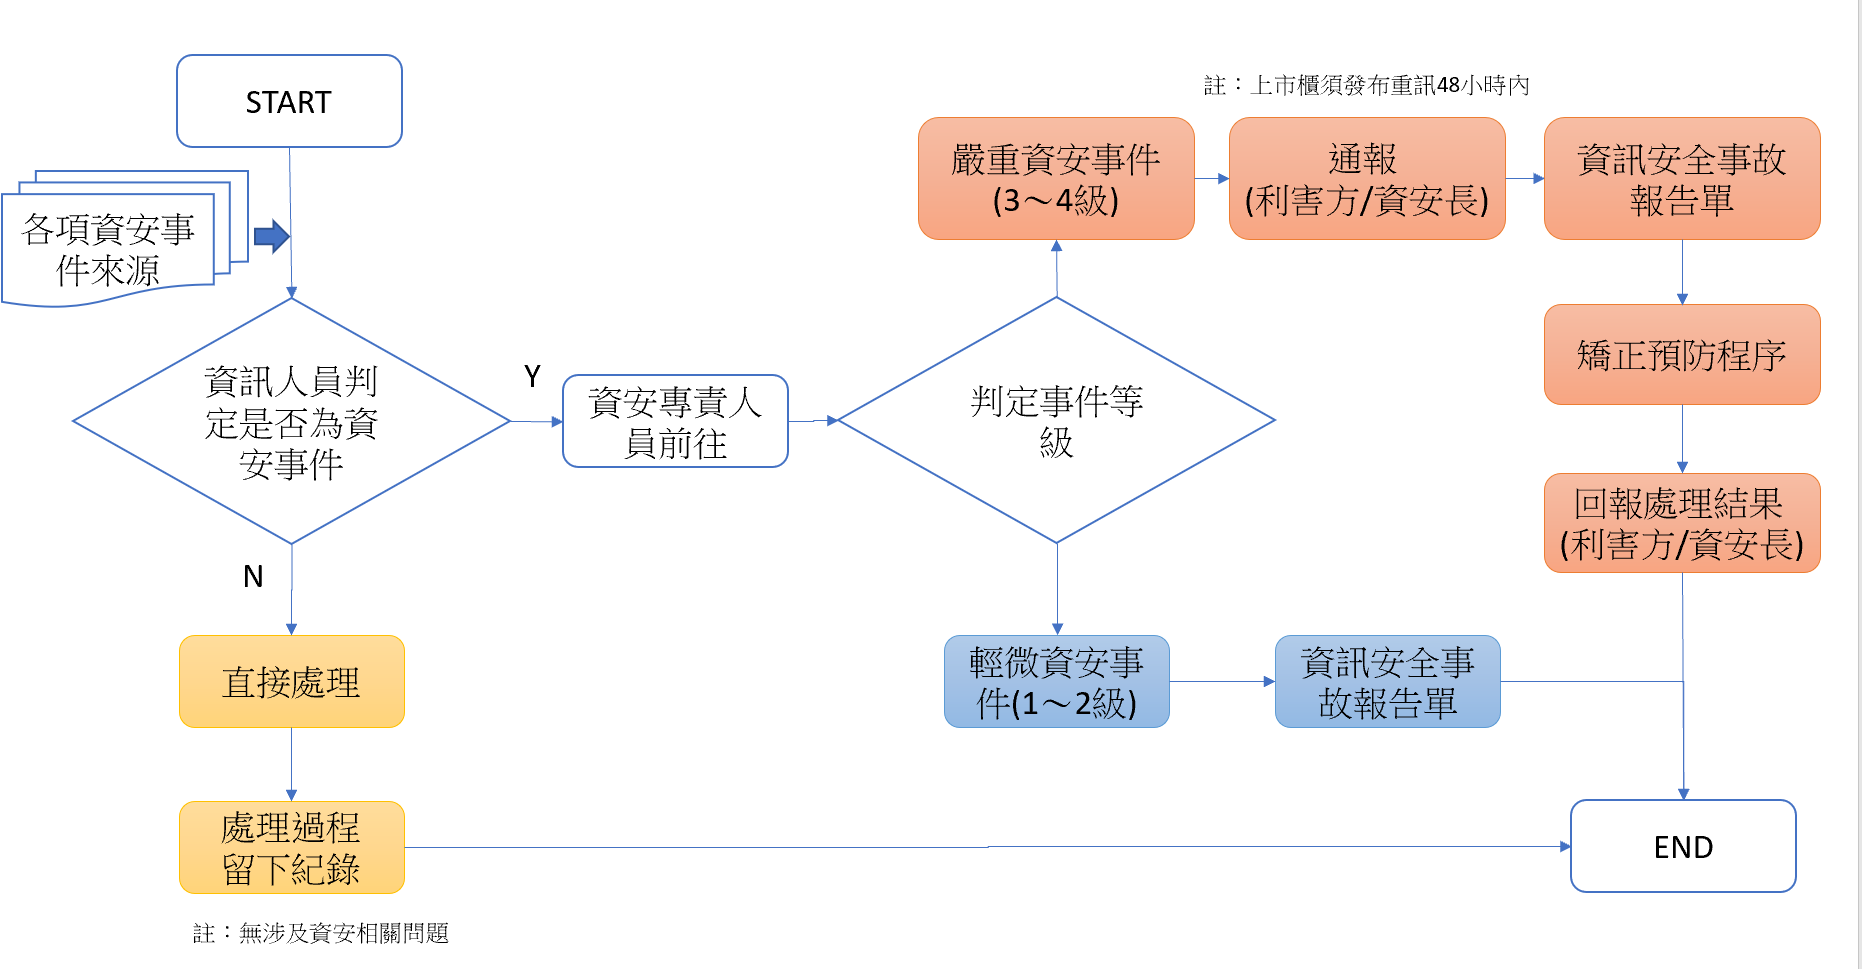 START
各項資安事
件來源
資訊人員判
定是否為資
安事件
Y
N
資安專責人
員前往
判定事件等
級
註：上市櫃須發布重訊48小時內
嚴重資安事件
(3～4級)
通報
(利害方/資安長)
資訊安全事故
報告單
矯正預防程序
回報處理結果
(利害方/資安長)
輕微資安事
件(1～2級)
資訊安全事
故報告單
直接處理
處理過程
留下紀錄
END
註：無涉及資安相關問題